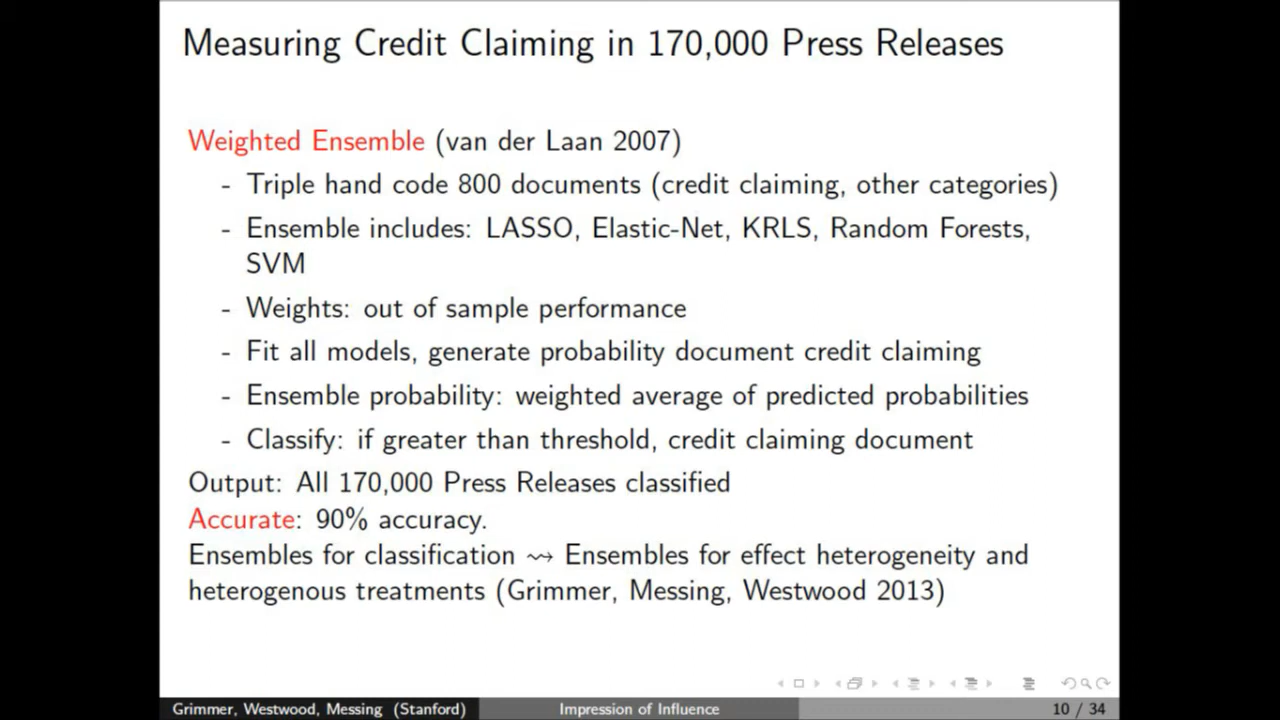 Measuring Credit Claiming in 170,000 Press Releases
Weighted Ensemble (van der Laan 2007)
- Triple hand code 800 documents (credit claiming, other categories)
- Ensemble includes: LASSO, Elastic-Net, KRLS, Random Forests,
SVM
- Weights: out of sample performance
- Fit all models, generate probability document credit claiming
- Ensemble probability: weighted average of predicted probabilities
- Classify: if greater than threshold, credit claiming document
Output: All 170,000 Press Releases classified
Accurate: 90% accuracy.
Ensembles for classification ⇝ Ensembles for effect heterogeneity and
heterogenous treatments (Grimmer, Messing, Westwood 2013)
Grimmer, Westwood, Messing (Stanford) Impression of Influence 10 / 34